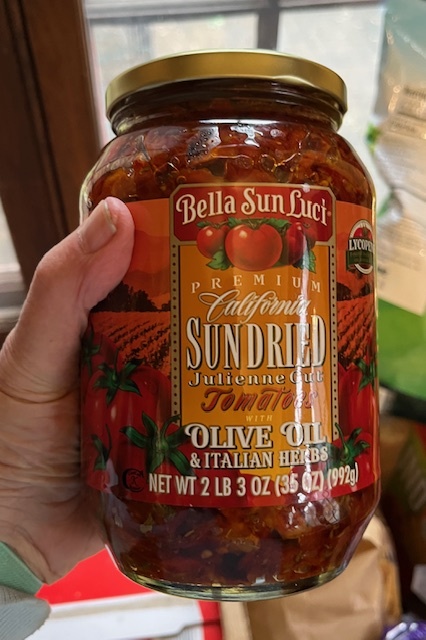 Bella Sun Luci
LYCOPENE
PREMIUM
California
SUNDRIED
Julienne Cut
Tomatoes
WITH
OLIVE OIL
& ITALIAN HERBS
NET WT 2 LB 3 OZ (35 OZ) (992g)